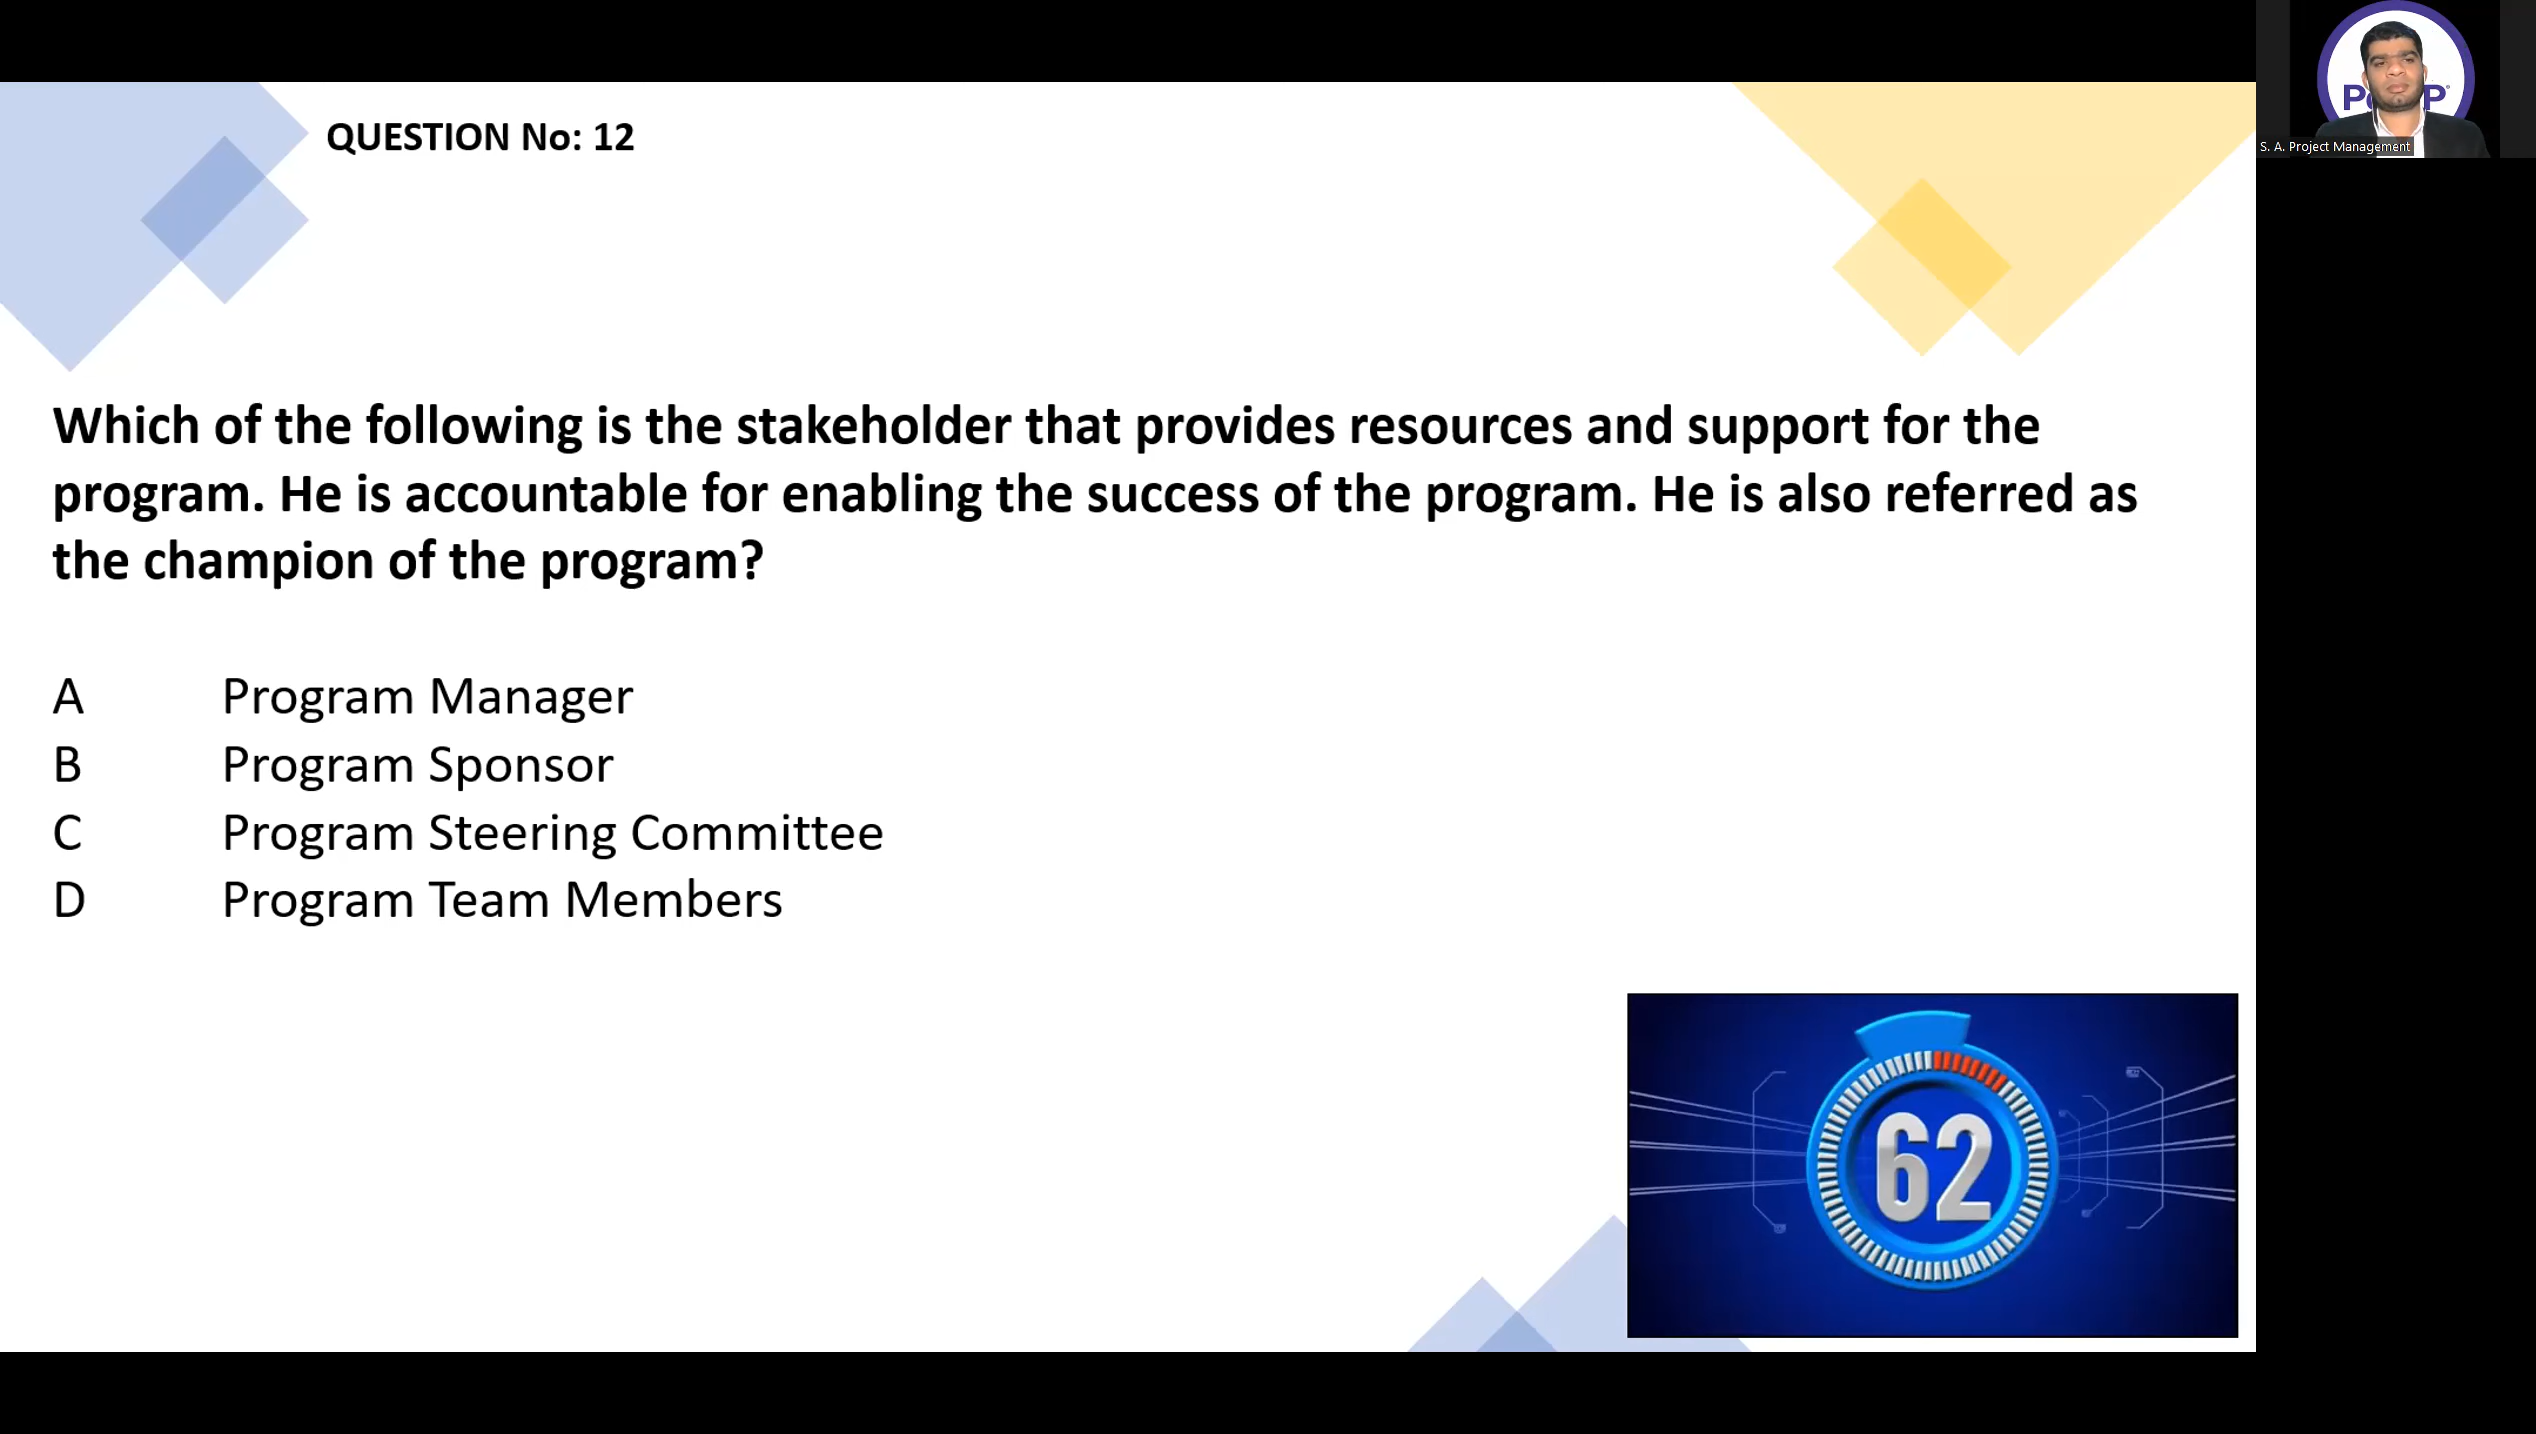 QUESTION No: 12
S. A. Project Management
Which of the following is the stakeholder that provides resources and support for the
program. He is accountable for enabling the success of the program. He is also referred as
the champion of the program?
A Program Manager
B Program Sponsor
C Program Steering Committee
D Program Team Members
62